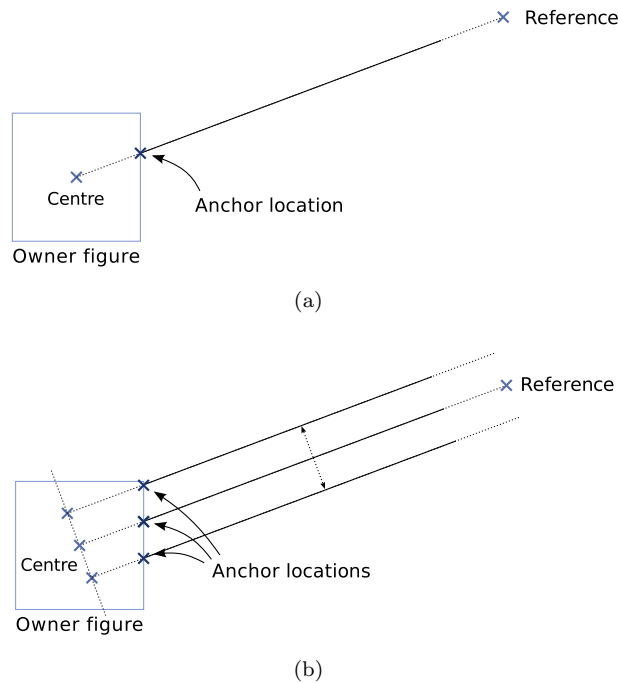 Reference
Centre
Anchor location
Owner figure
(a)
Reference
Centre
Anchor locations
Owner figure
(b)